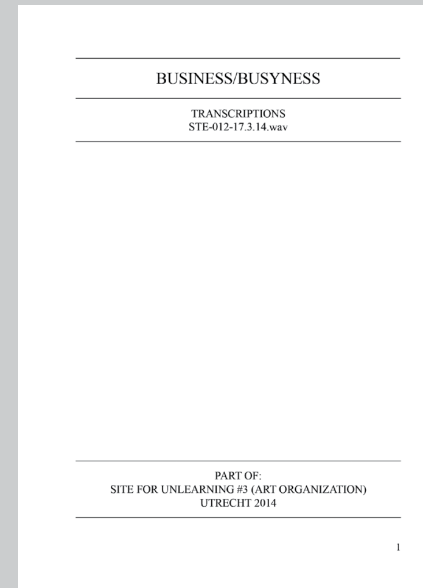 BUSINESS/BUSYNESS
TRANSCRIPTIONS
STE-012-17.3.14.wav
PART OF:
SITE FOR UNLEARNING #3 (ART ORGANIZATION)
UTRECHT 2014
1